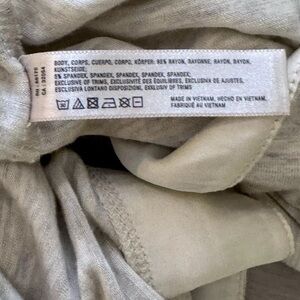 BODY, CORPS, CUERPO, CORPO, KÖRPER: 95% RAYON, RAYONNE, RAYON, RAYON,
KUNSTSEIDE;
5% SPANDEX, SPANDEX, SPANDEX, SPANDEX, SPANDEX
EXCLUSIVE OF TRIMS, EXCLUSIVITÉ DES ÉQUILIBRES, EXCLUSIVA DE AJUSTES,
ESCLUSIVA LONTANO DISPOSIZIONI, EXKLUSIV OF TRIMS
MADE IN VIETNAM, HECHO EN VIETNAM,
FABRIQUÉ AU VIETNAM